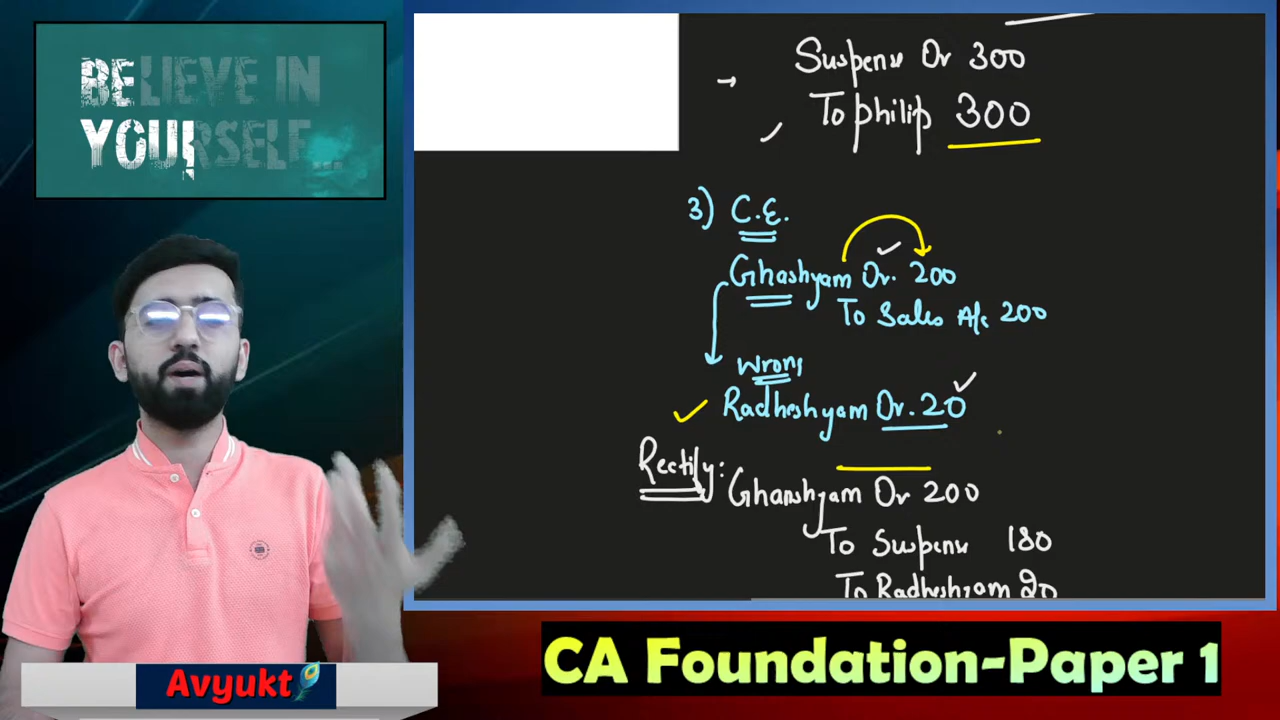 BELIEVE IN
YOURSELF...
Suspense Dr 300
To philip 300
3) C.E.
Ghashyam Dr. 200
To Sales A/c 200
Wrong
Radheshyam Dr. 20
Rectify:
Ghanshyam Dr 200
To Suspense 180
To Radheshyam 20
Avyukt
CA Foundation-Paper 1